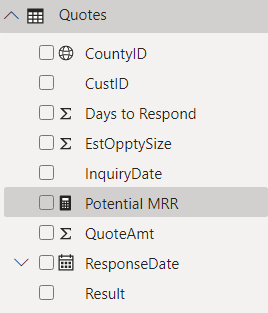 Quotes
CountyID
CustID
Days to Respond
EstOpptySize
InquiryDate
Potential MRR
QuoteAmt
ResponseDate
Result